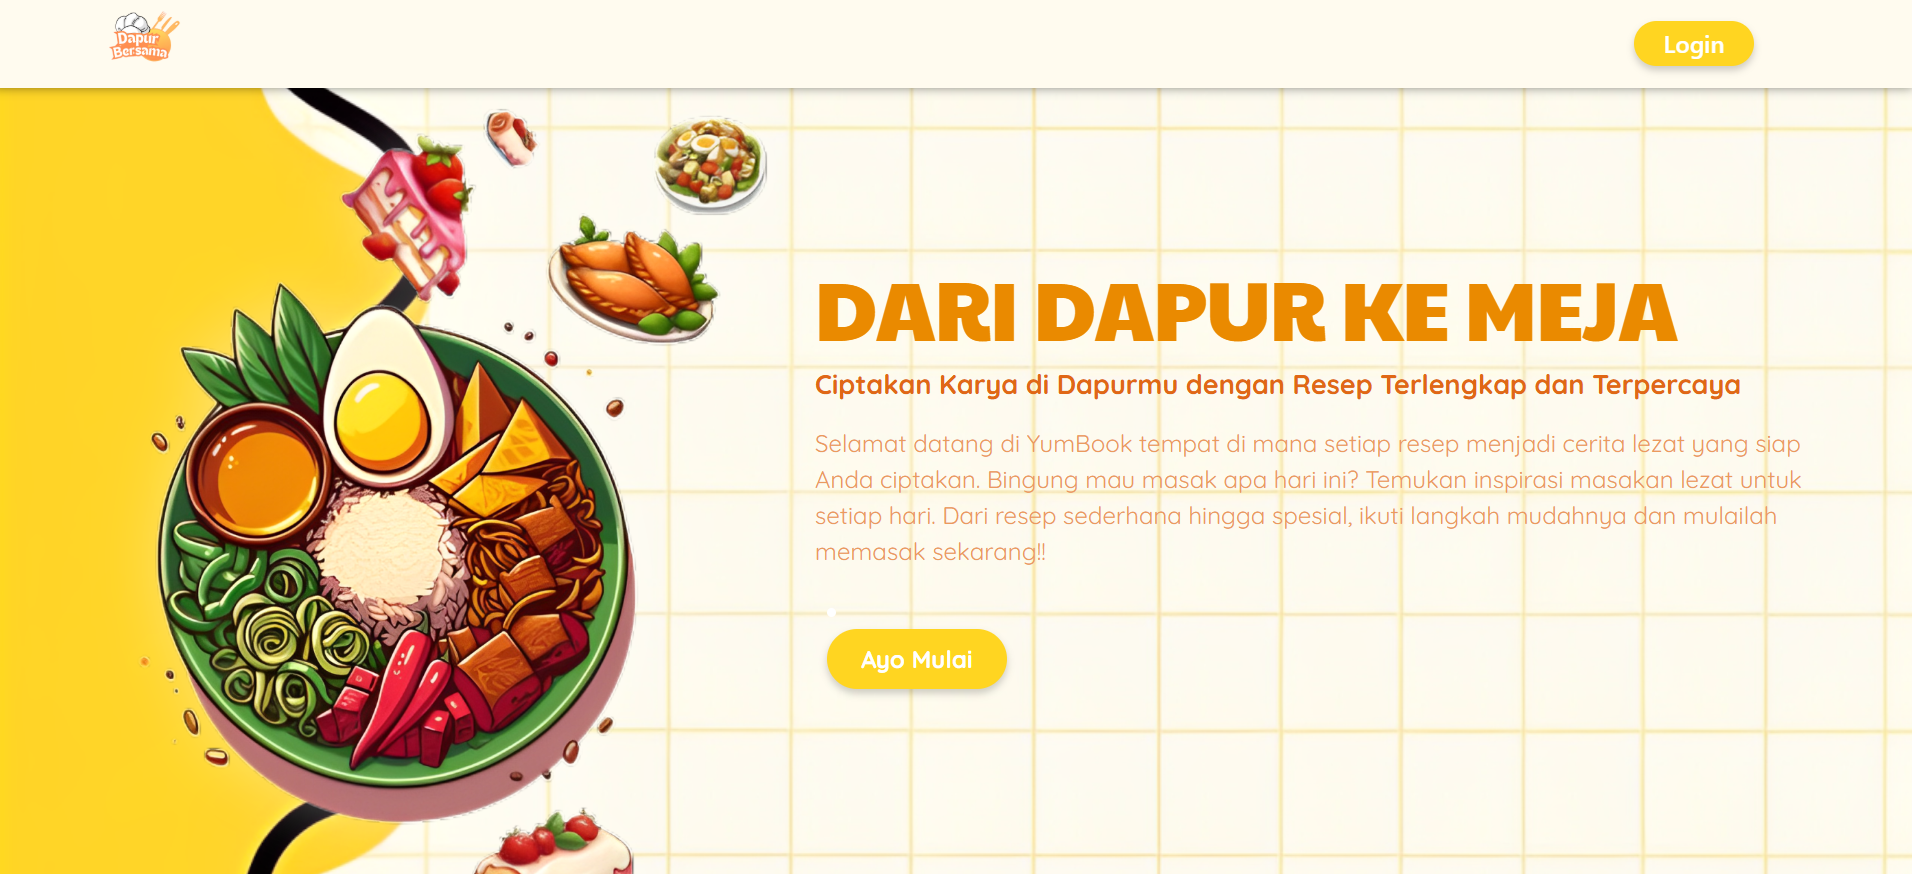 Dapur
Bersama
Login
DARI DAPUR KE MEJA
Ciptakan Karya di Dapurmu dengan Resep Terlengkap dan Terpercaya
Selamat datang di YumBook tempat di mana setiap resep menjadi cerita lezat yang siap
Anda ciptakan. Bingung mau masak apa hari ini? Temukan inspirasi masakan lezat untuk
setiap hari. Dari resep sederhana hingga spesial, ikuti langkah mudahnya dan mulailah
memasak sekarang!!
Ayo Mulai